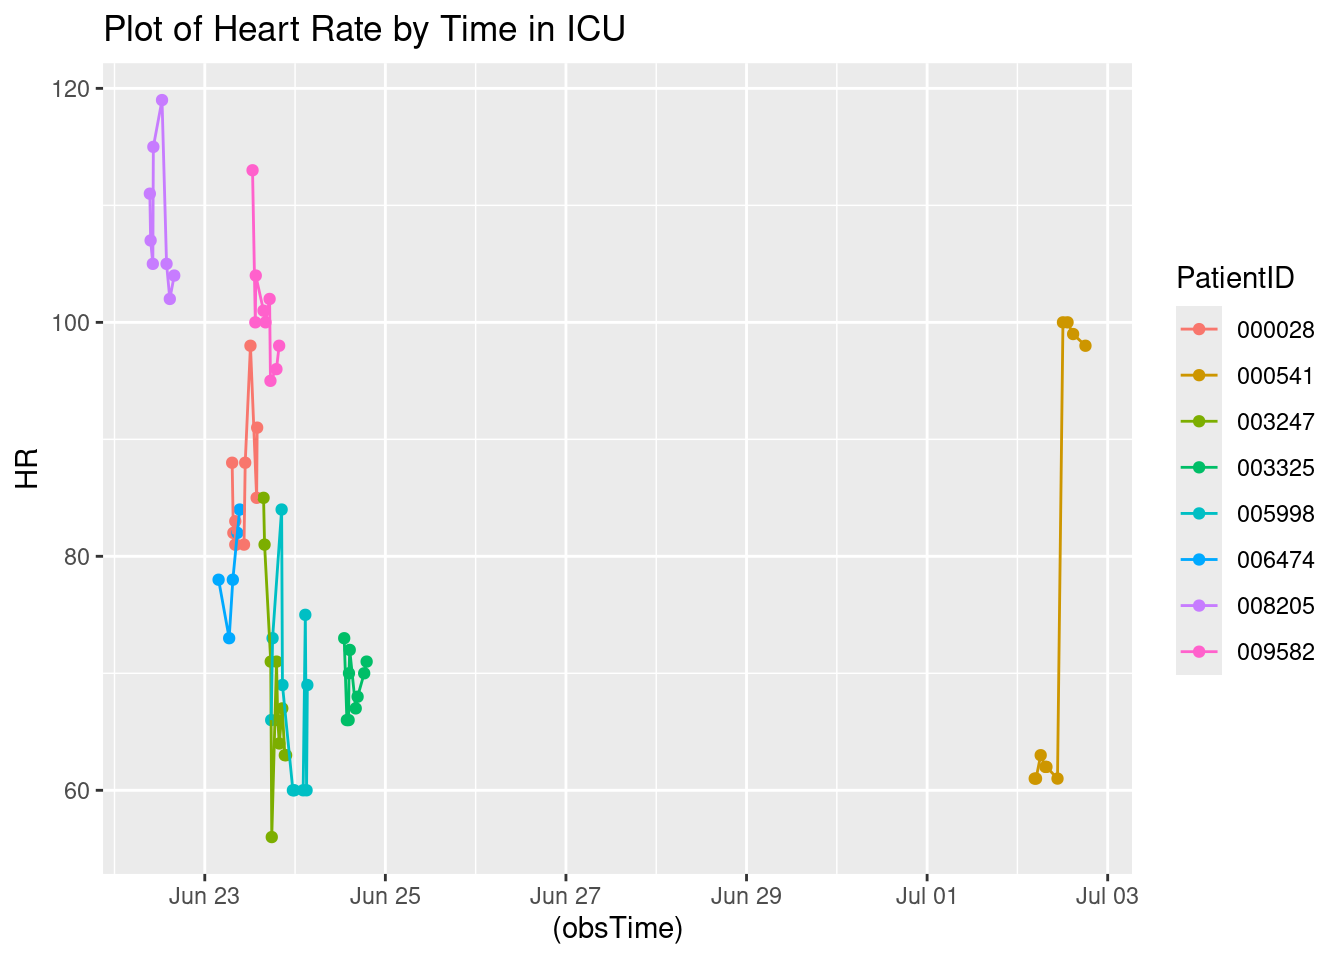 Plot of Heart Rate by Time in ICU
120
100
80
60
HR
Jun 23 Jun 25 Jun 27 Jun 29 Jul 01 Jul 03
(obsTime)
PatientID
000028
000541
003247
003325
005998
006474
008205
009582